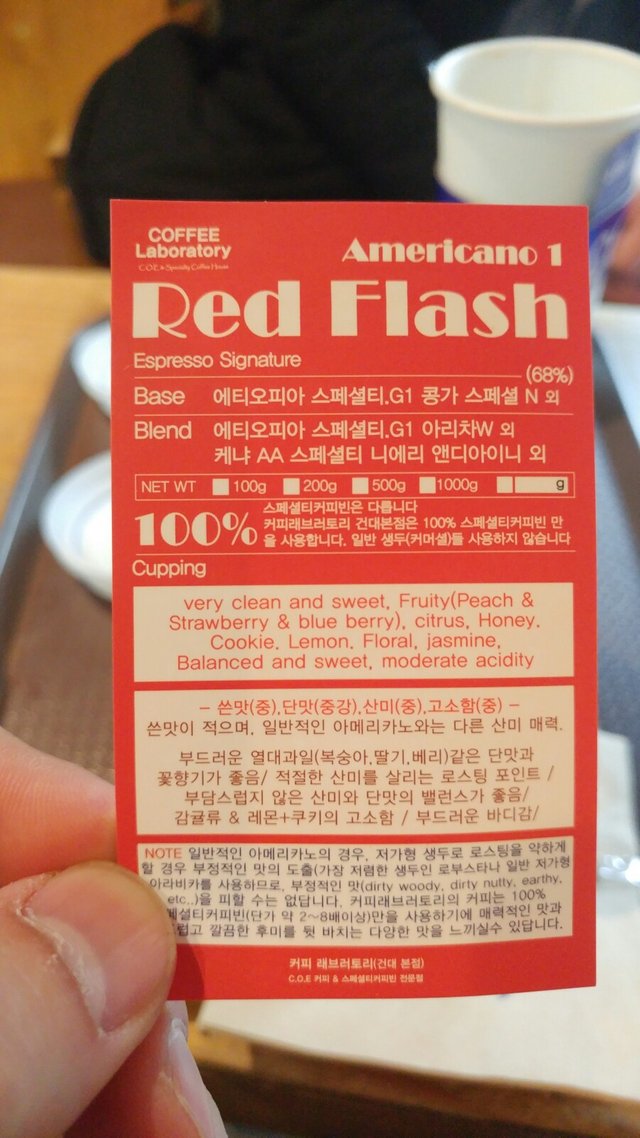 COFFEE
Laboratory
C.O.E & Specialty Coffee House
Americano 1
Red Flash
Espresso Signature
(68%)
Base 에티오피아 스페셜티.G1 콩가 스페셜 N 외
Blend 에티오피아 스페셜티.G1 아리차W 외
케냐 AA 스페셜티 니에리 앤디아이니 외
NET WT 100g 200g 500g 1000g g
100%
스페셜티커피빈은 다릅니다
커피래브러토리 건대본점은 100% 스페셜티커피빈 만
을 사용합니다. 일반 생두(커머셜)들 사용하지 않습니다
Cupping
very clean and sweet, Fruity(Peach &
Strawberry & blue berry), citrus, Honey.
Cookie. Lemon. Floral, jasmine,
Balanced and sweet, moderate acidity
– 쓴맛(중).단맛(중강).산미(중).고소함(중) –
쓴맛이 적으며, 일반적인 아메리카노와는 다른 산미 매력.
부드러운 열대과일(복숭아.딸기.베리)같은 단맛과
꽃향기가 좋음/ 적절한 산미를 살리는 로스팅 포인트 /
부담스럽지 않은 산미와 단맛의 밸런스가 좋음/
감귤류 & 레몬+쿠키의 고소함 / 부드러운 바디감/
NOTE 일반적인 아메리카노의 경우, 저가형 생두로 로스팅을 약하게
할 경우 부정적인 맛의 도출(가장 저렴한 생두인 로부스타나 일반 저가형
아라비카를 사용하므로, 부정적인 맛(dirty woody, dirty nutty, earthy,
etc..)을 피할 수는 없답니다. 커피래브러토리의 커피는 100%
페셜티커피빈(단가 약 2~8배이상)만을 사용하기에 매력적인 맛과
럽고 깔끔한 후미를 뒷 바치는 다양한 맛을 느끼실수 있답니다.
커피 래브러토리(건대 본점)
C.O.E 커피 & 스페셜티커피빈 전문점